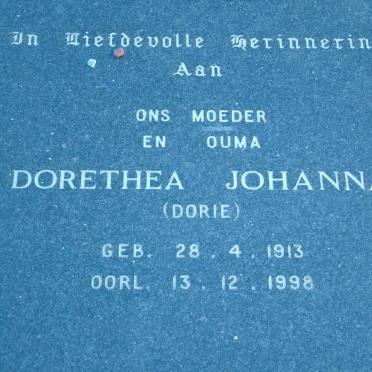 In Liefdevolle Herinnerin
Aan
ONS MOEDER
EN OUMA
DORETHEA JOHANNA
(DORIE)
GEB. 28.4.1913
OORL. 13.12.1998